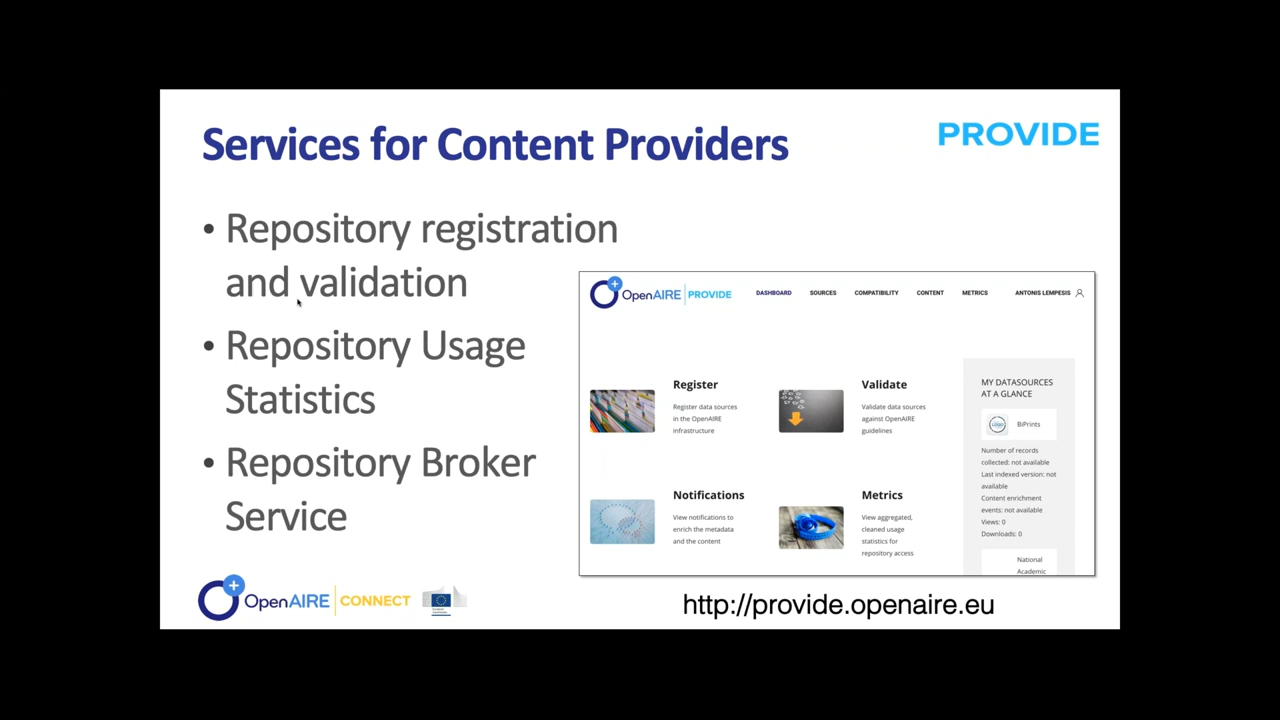 Services for Content Providers
PROVIDE
• Repository registration
and validation
• Repository Usage
Statistics
• Repository Broker
Service
OpenAIRE PROVIDE
DASHBOARD SOURCES COMPATIBILITY CONTENT METRICS ANTONIS LEMPESIS
Register
Register data sources
in the OpenAIRE
infrastructure
Validate
Validate data sources
against OpenAIRE
guidelines
Notifications
View notifications to
enrich the metadata
and the content
Metrics
View aggregated,
cleaned usage
statistics for
repository access
MY DATASOURCES
AT A GLANCE
BiPrints
Number of records
collected: not available
Last indexed version: not
available
Content enrichment
events: not available
Views: 0
Downloads: 0
National
Academic
OpenAIRE CONNECT
http://provide.openaire.eu